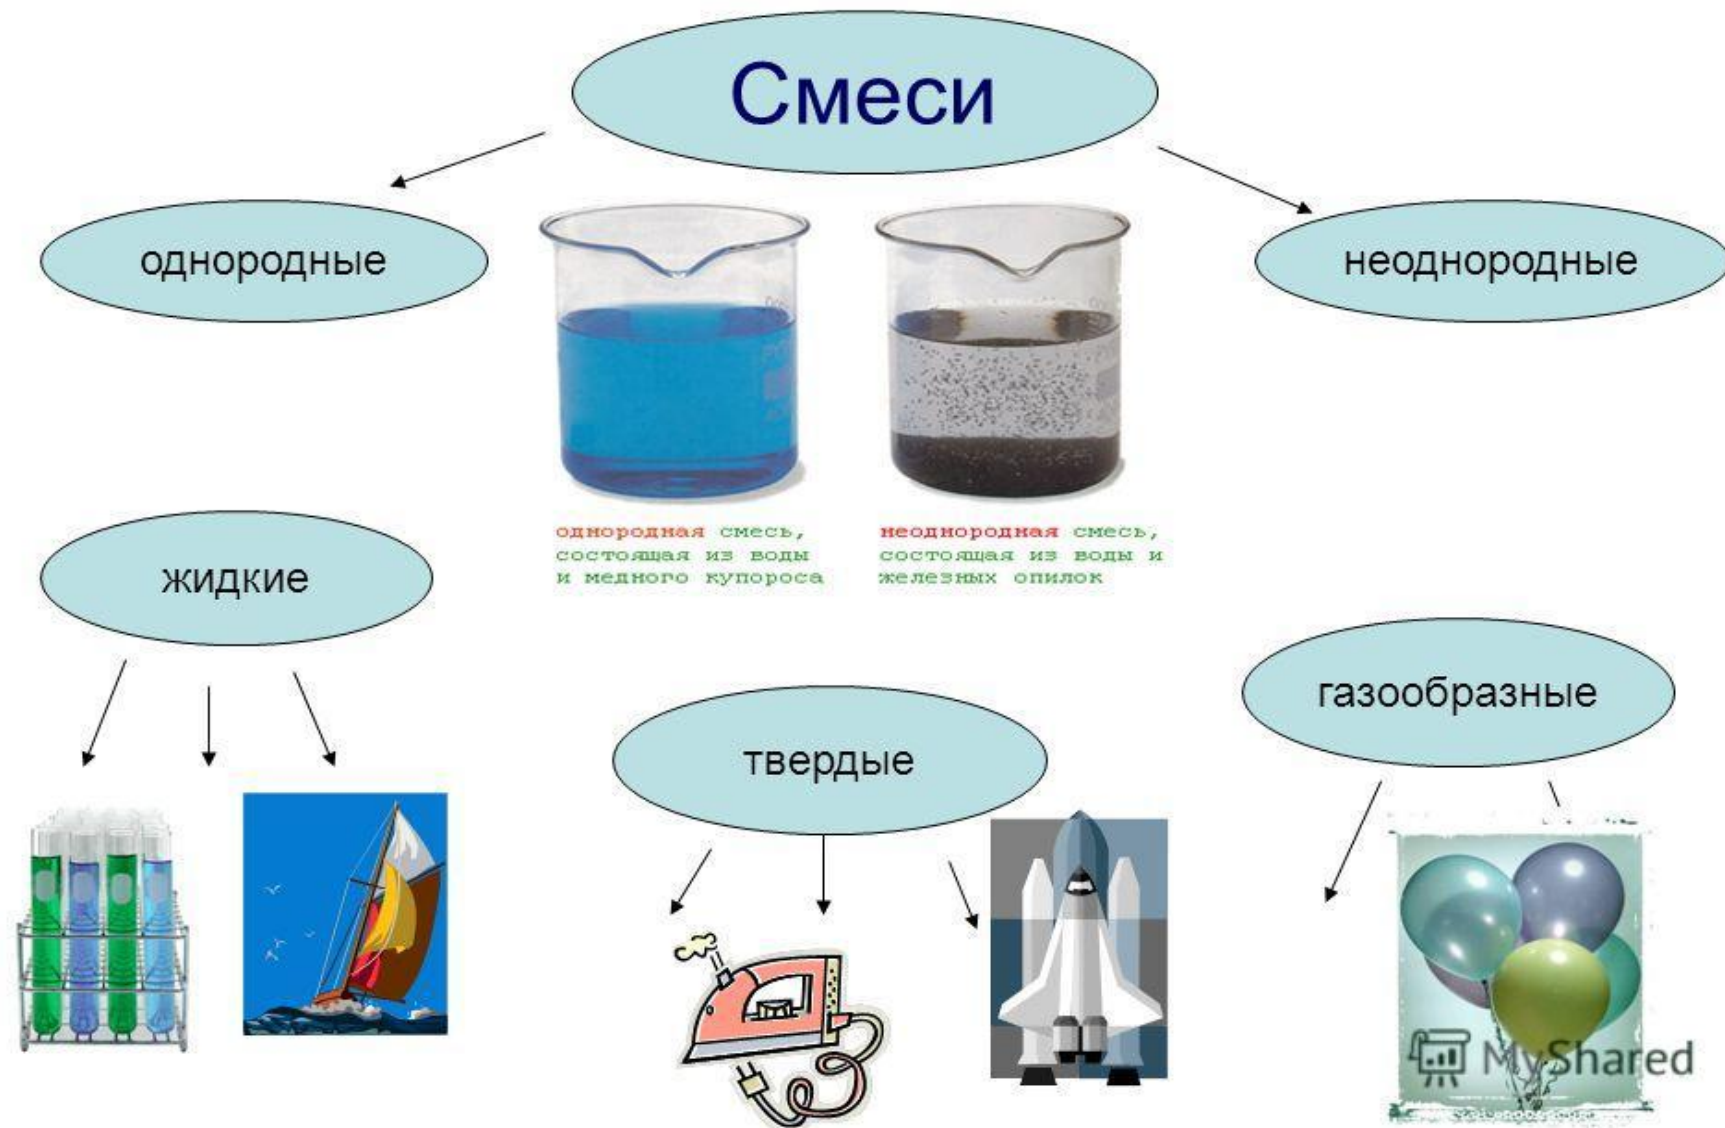 Смеси
однородные
неоднородные
однородная смесь,
состоящая из воды
и медного купороса
неоднородная смесь,
состоящая из воды и
железных опилок
жидкие
твердые
газообразные
MyShared